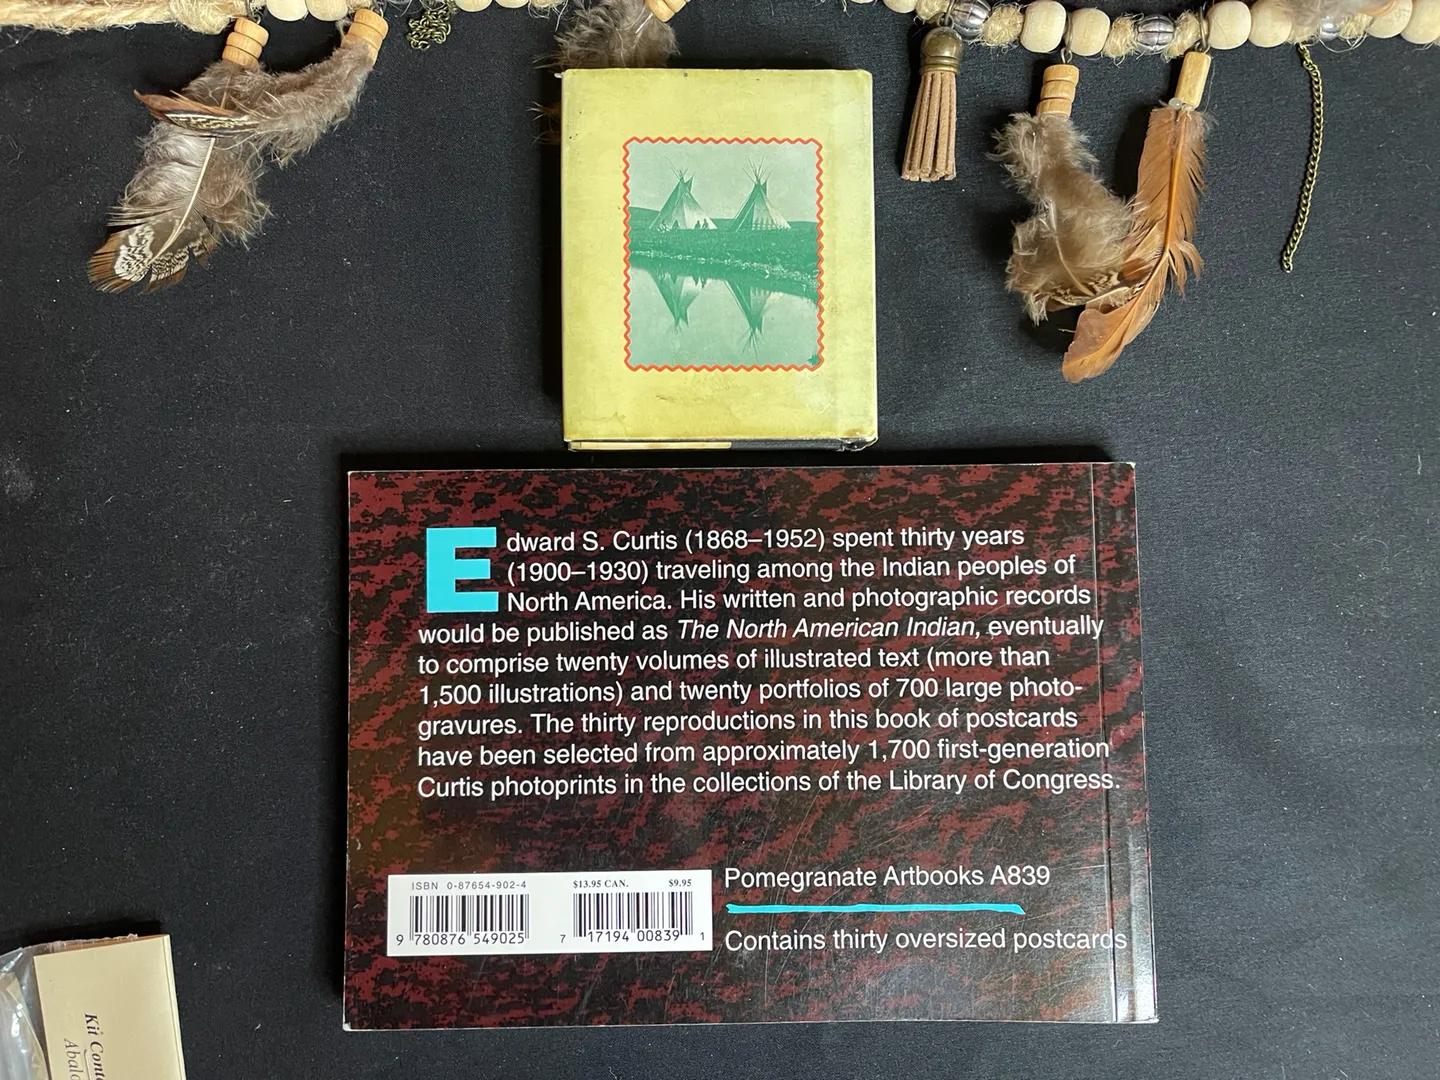 Edward S. Curtis (1868–1952) spent thirty years
(1900–1930) traveling among the Indian peoples of
North America. His written and photographic records
would be published as The North American Indian, eventually
to comprise twenty volumes of illustrated text (more than
1,500 illustrations) and twenty portfolios of 700 large photo-
gravures. The thirty reproductions in this book of postcards
have been selected from approximately 1,700 first-generation
Curtis photoprints in the collections of the Library of Congress.
ISBN 0-87654-902-4
$13.95 CAN. $9.95
9 780876 549025
7 17194 00839 1
Pomegranate Artbooks A839
Contains thirty oversized postcards
Kit